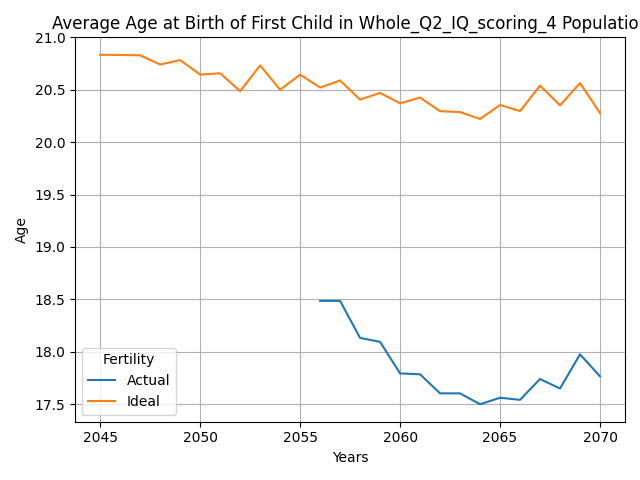 Average Age at Birth of First Child in Whole_Q2_IQ_scoring_4 Populatio
21.0
20.5
20.0
19.5
19.0
18.5
18.0
17.5
Age
Fertility
Actual
Ideal
2045 2050 2055 2060 2065 2070
Years